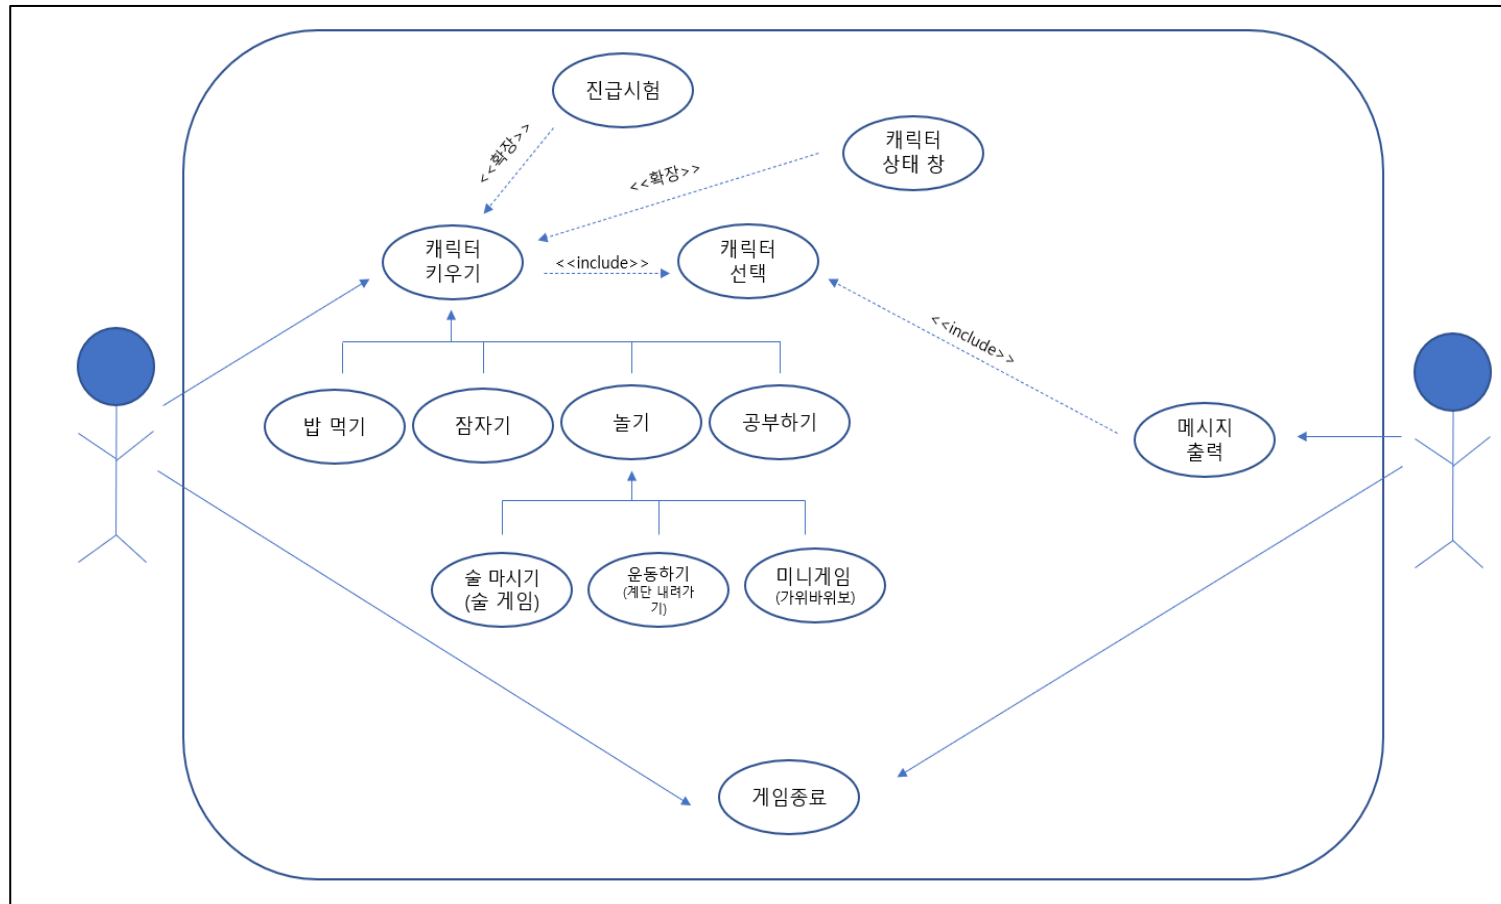 진급시험
캐릭터
상태 창
<<확장>>
<<확장>>
캐릭터
키우기
<<include>>
캐릭터
선택
<<include>>
밥 먹기
잠자기
놀기
공부하기
메시지
출력
술 마시기
(술 게임)
운동하기
(계단 내려가
기)
미니게임
(가위바위보)
게임종료